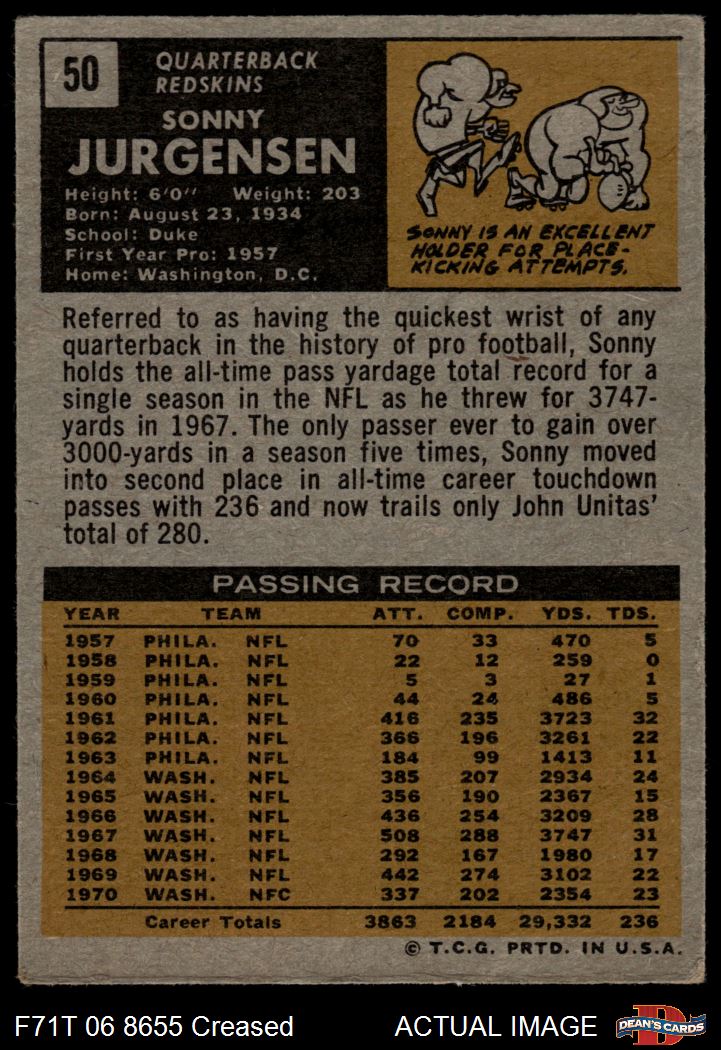 50
QUARTERBACK
REDSKINS
SONNY
JURGENSEN
Height: 6'0" Weight: 203
Born: August 23, 1934
School: Duke
First Year Pro: 1957
Home: Washington, D.C.
SONNY IS AN EXCELLENT
HOLDER FOR PLACE-
KICKING ATTEMPTS.
Referred to as having the quickest wrist of any
quarterback in the history of pro football, Sonny
holds the all-time pass yardage total record for a
single season in the NFL as he threw for 3747-
yards in 1967. The only passer ever to gain over
3000-yards in a season five times, Sonny moved
into second place in all-time career touchdown
passes with 236 and now trails only John Unitas'
total of 280.
PASSING RECORD
YEAR TEAM ATT. COMP. YDS. TDS.
1957 PHILA. NFL 70 33 470 5
1958 PHILA. NFL 22 12 259 0
1959 PHILA. NFL 5 3 27 1
1960 PHILA. NFL 44 24 486 5
1961 PHILA. NFL 416 235 3723 32
1962 PHILA. NFL 366 196 3261 22
1963 PHILA. NFL 184 99 1413 11
1964 WASH. NFL 385 207 2934 24
1965 WASH. NFL 356 190 2367 15
1966 WASH. NFL 436 254 3209 28
1967 WASH. NFL 508 288 3747 31
1968 WASH. NFL 292 167 1980 17
1969 WASH. NFL 442 274 3102 22
1970 WASH. NFC 337 202 2354 23
Career Totals 3863 2184 29,332 236
© T.C.G. PRTD. IN U.S.A.
F71T 06 8655 Creased ACTUAL IMAGE D DEAN'S CARDS